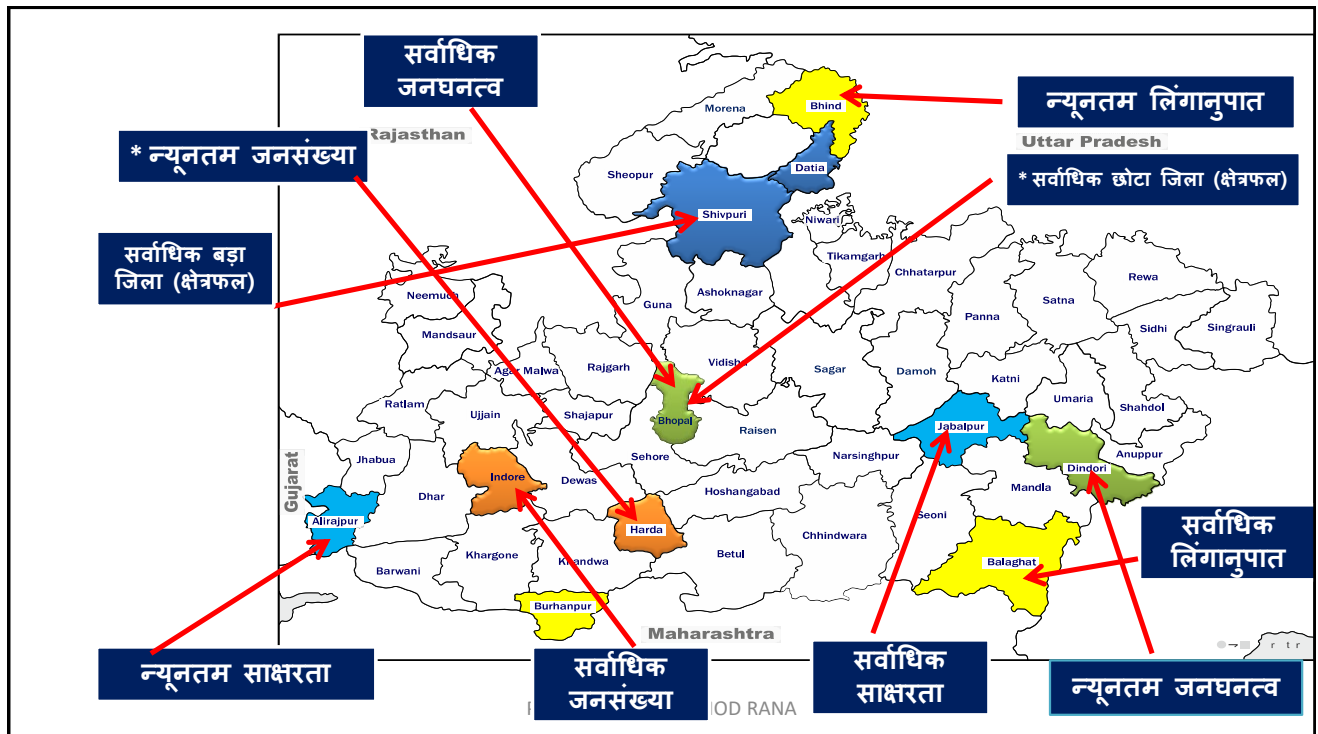 सर्वाधिक
जनघनत्व
न्यूनतम लिंगानुपात
* न्यूनतम जनसंख्या
* सर्वाधिक छोटा जिला (क्षेत्रफल)
सर्वाधिक बड़ा
जिला (क्षेत्रफल)
Rajasthan
Uttar Pradesh
Gujarat
Maharashtra
Morena
Bhind
Sheopur
Datia
Shivpuri
Niwari
Tikamgarh
Chhatarpur
Rewa
Neemuch
Guna
Ashoknagar
Panna
Satna
Sidhi
Singrauli
Mandsaur
Agar Malwa
Rajgarh
Vidisha
Sagar
Damoh
Katni
Umaria
Shahdol
Ratlam
Ujjain
Shajapur
Bhopal
Raisen
Jabalpur
Anuppur
Jhabua
Indore
Dewas
Sehore
Narsinghpur
Dindori
Mandla
Dhar
Hoshangabad
Seoni
Alirajpur
Harda
Khargone
Khandwa
Betul
Chhindwara
Balaghat
Barwani
Burhanpur
सर्वाधिक
लिंगानुपात
न्यूनतम साक्षरता
सर्वाधिक
जनसंख्या
सर्वाधिक
साक्षरता
न्यूनतम जनघनत्व
RANA